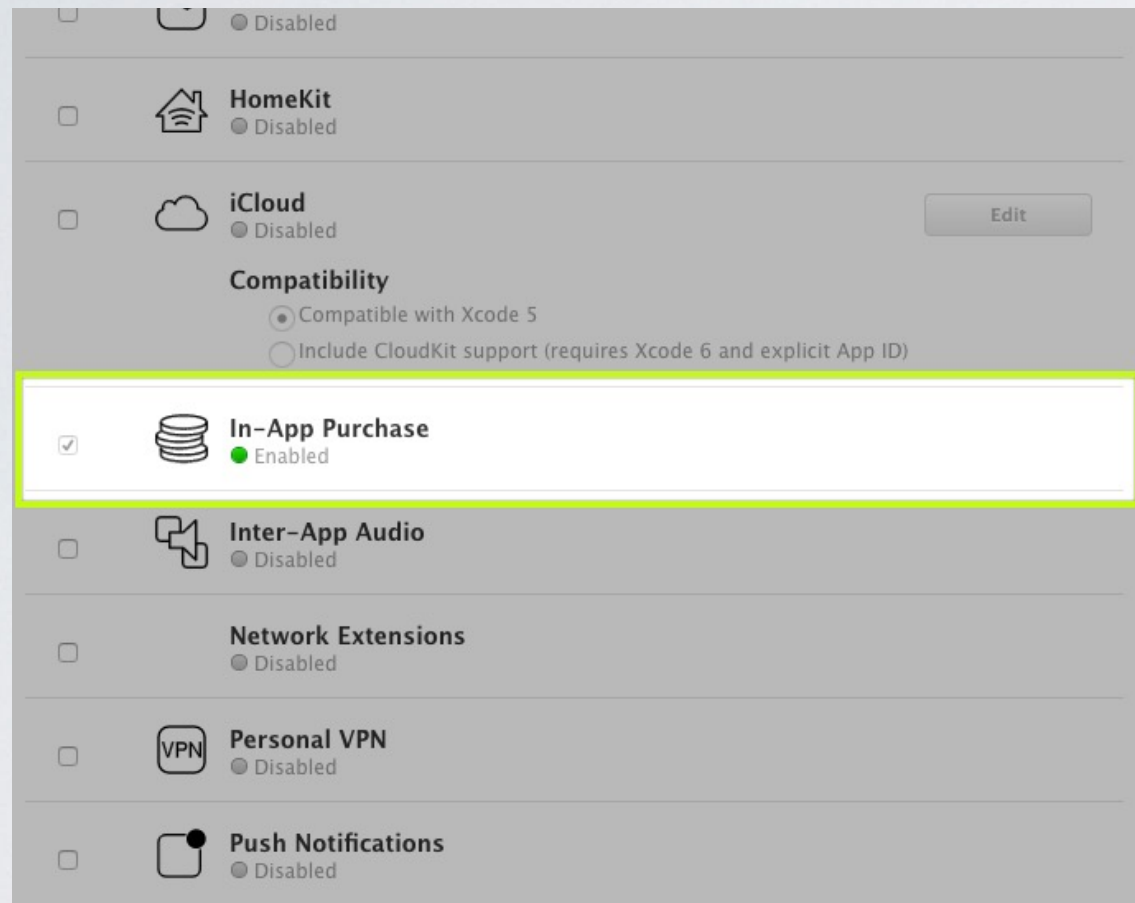 Disabled
HomeKit
Disabled
iCloud
Disabled
Edit
Compatibility
Compatible with Xcode 5
Include CloudKit support (requires Xcode 6 and explicit App ID)
In-App Purchase
Enabled
Inter-App Audio
Disabled
Network Extensions
Disabled
VPN
Personal VPN
Disabled
Push Notifications
Disabled